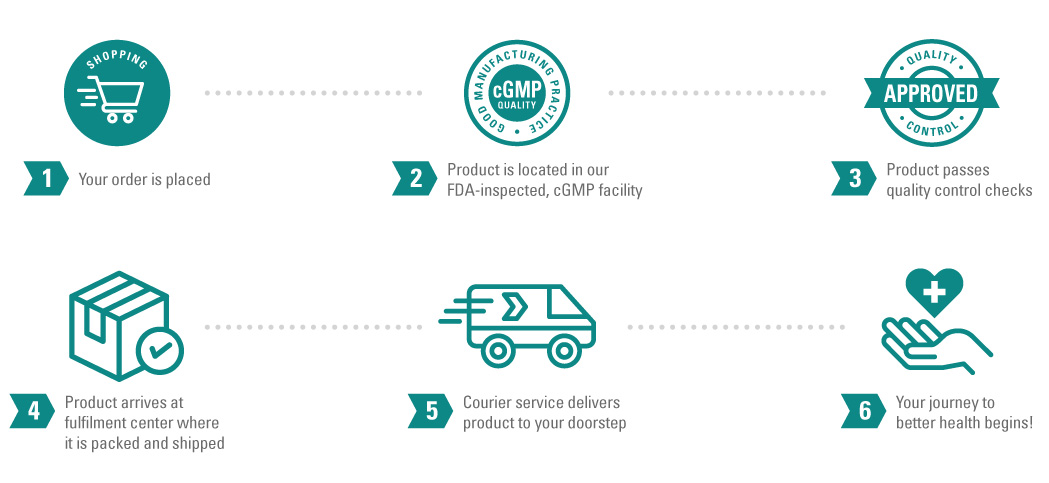 SHOPPING
GOOD MANUFACTURING PRACTICE
cGMP
QUALITY
QUALITY
APPROVED
CONTROL
1
Your order is placed
2
Product is located in our
FDA-inspected, cGMP facility
3
Product passes
quality control checks
4
Product arrives at
fulfilment center where
it is packed and shipped
5
Courier service delivers
product to your doorstep
6
Your journey to
better health begins!